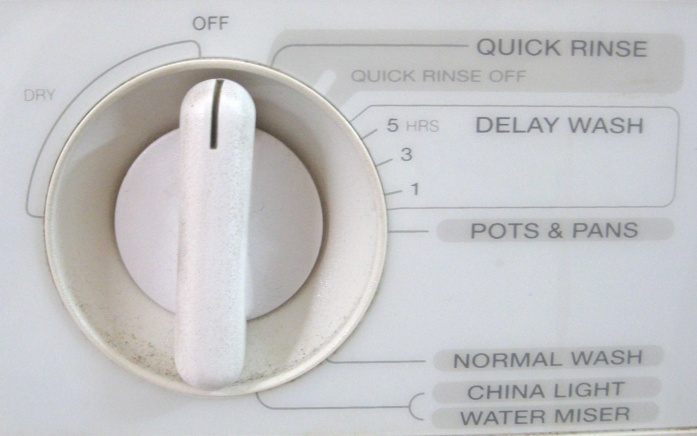 OFF
QUICK RINSE
QUICK RINSE OFF
DRY
5 HRS DELAY WASH
3
1
POTS & PANS
NORMAL WASH
CHINA LIGHT
WATER MISER